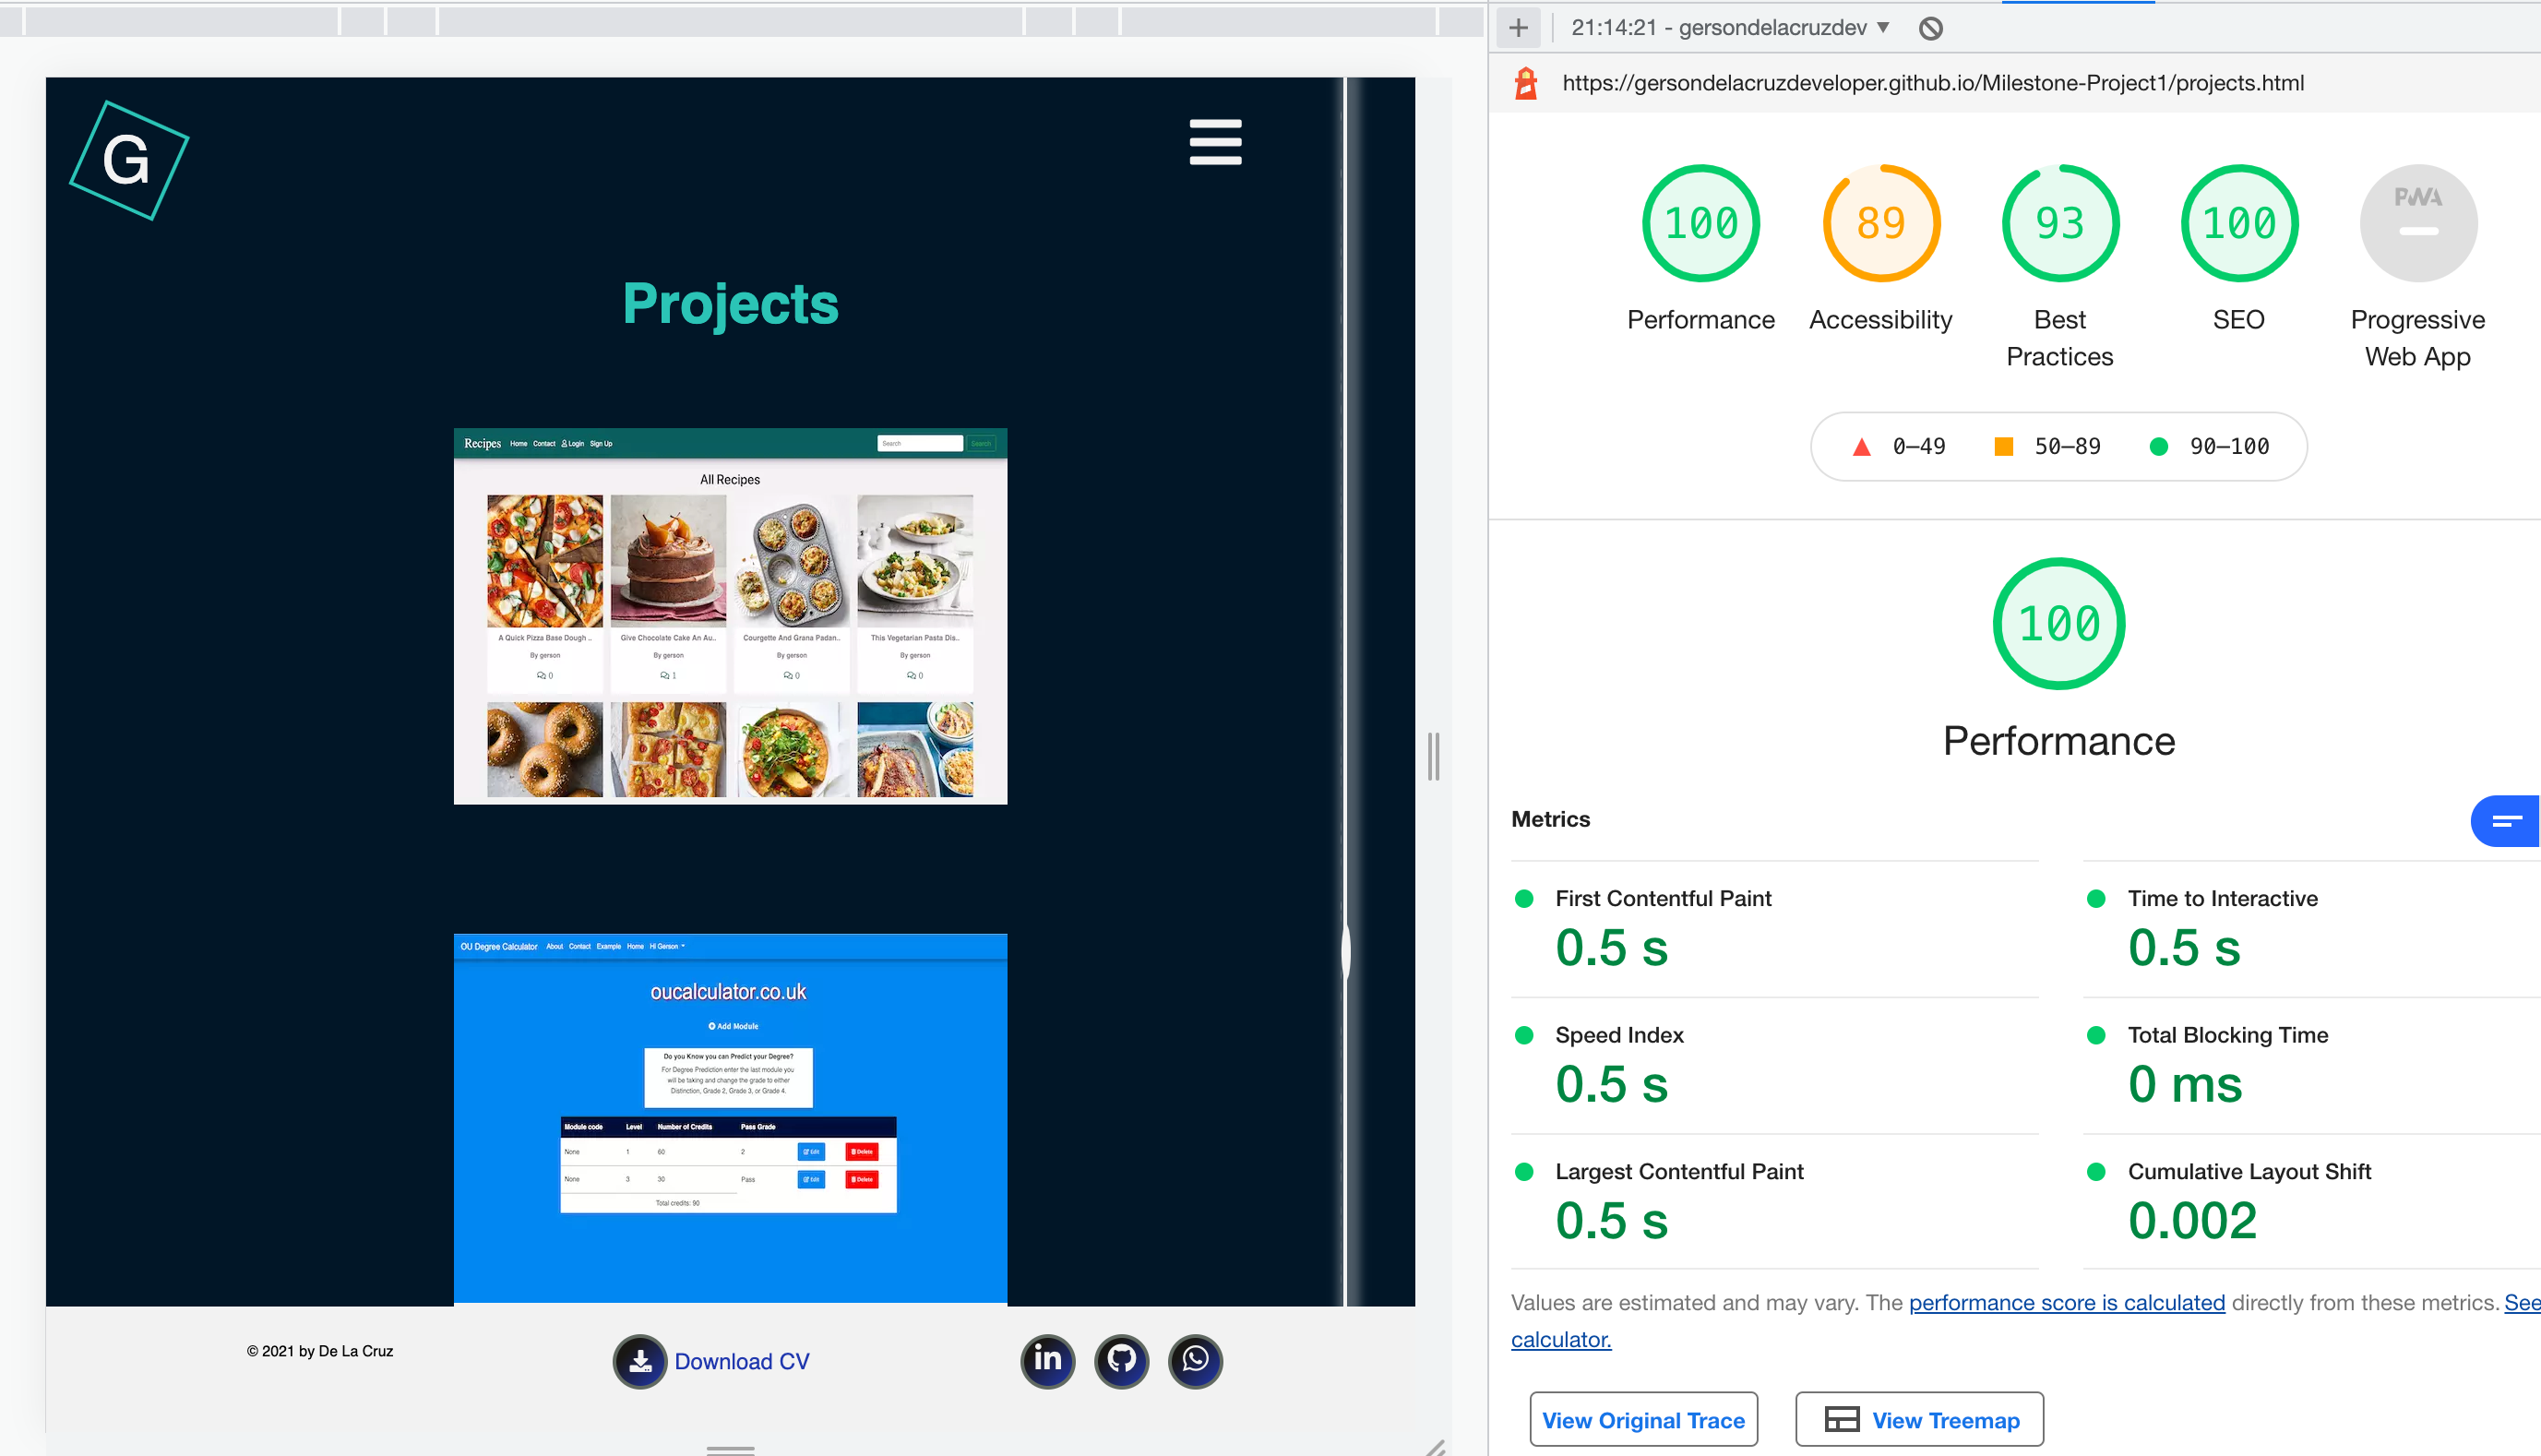 G
Projects
Recipes Home Contact Login Sign Up Search Search
All Recipes
A Quick Pizza Base Dough .. Give Chocolate Cake An Au.. Courgette And Grana Padan.. This Vegetarian Pasta Dis..
By gerson By gerson By gerson By gerson
0 1 0 0
OU Degree Calculator About Contact Example Home Hi Gerson
oucalculator.co.uk
Add Module
Do you Know you can Predict your Degree?
For Degree Prediction enter the last module you
will be taking and change the grade to either
Distinction, Grade 2, Grade 3, or Grade 4.
Module code Level Number of Credits Pass Grade
None 1 60 2 Edit Delete
None 3 30 Pass Edit Delete
Total credits: 90
© 2021 by De La Cruz Download CV in
21:14:21 - gersondelacruzdev
https://gersondelacruzdeveloper.github.io/Milestone-Project1/projects.html
100 89 93 100 PWA
Performance Accessibility Best Practices SEO Progressive Web App
0–49 50–89 90–100
100
Performance
Metrics
First Contentful Paint
0.5 s
Time to Interactive
0.5 s
Speed Index
0.5 s
Total Blocking Time
0 ms
Largest Contentful Paint
0.5 s
Cumulative Layout Shift
0.002
Values are estimated and may vary. The performance score is calculated directly from these metrics. See
calculator.
View Original Trace View Treemap